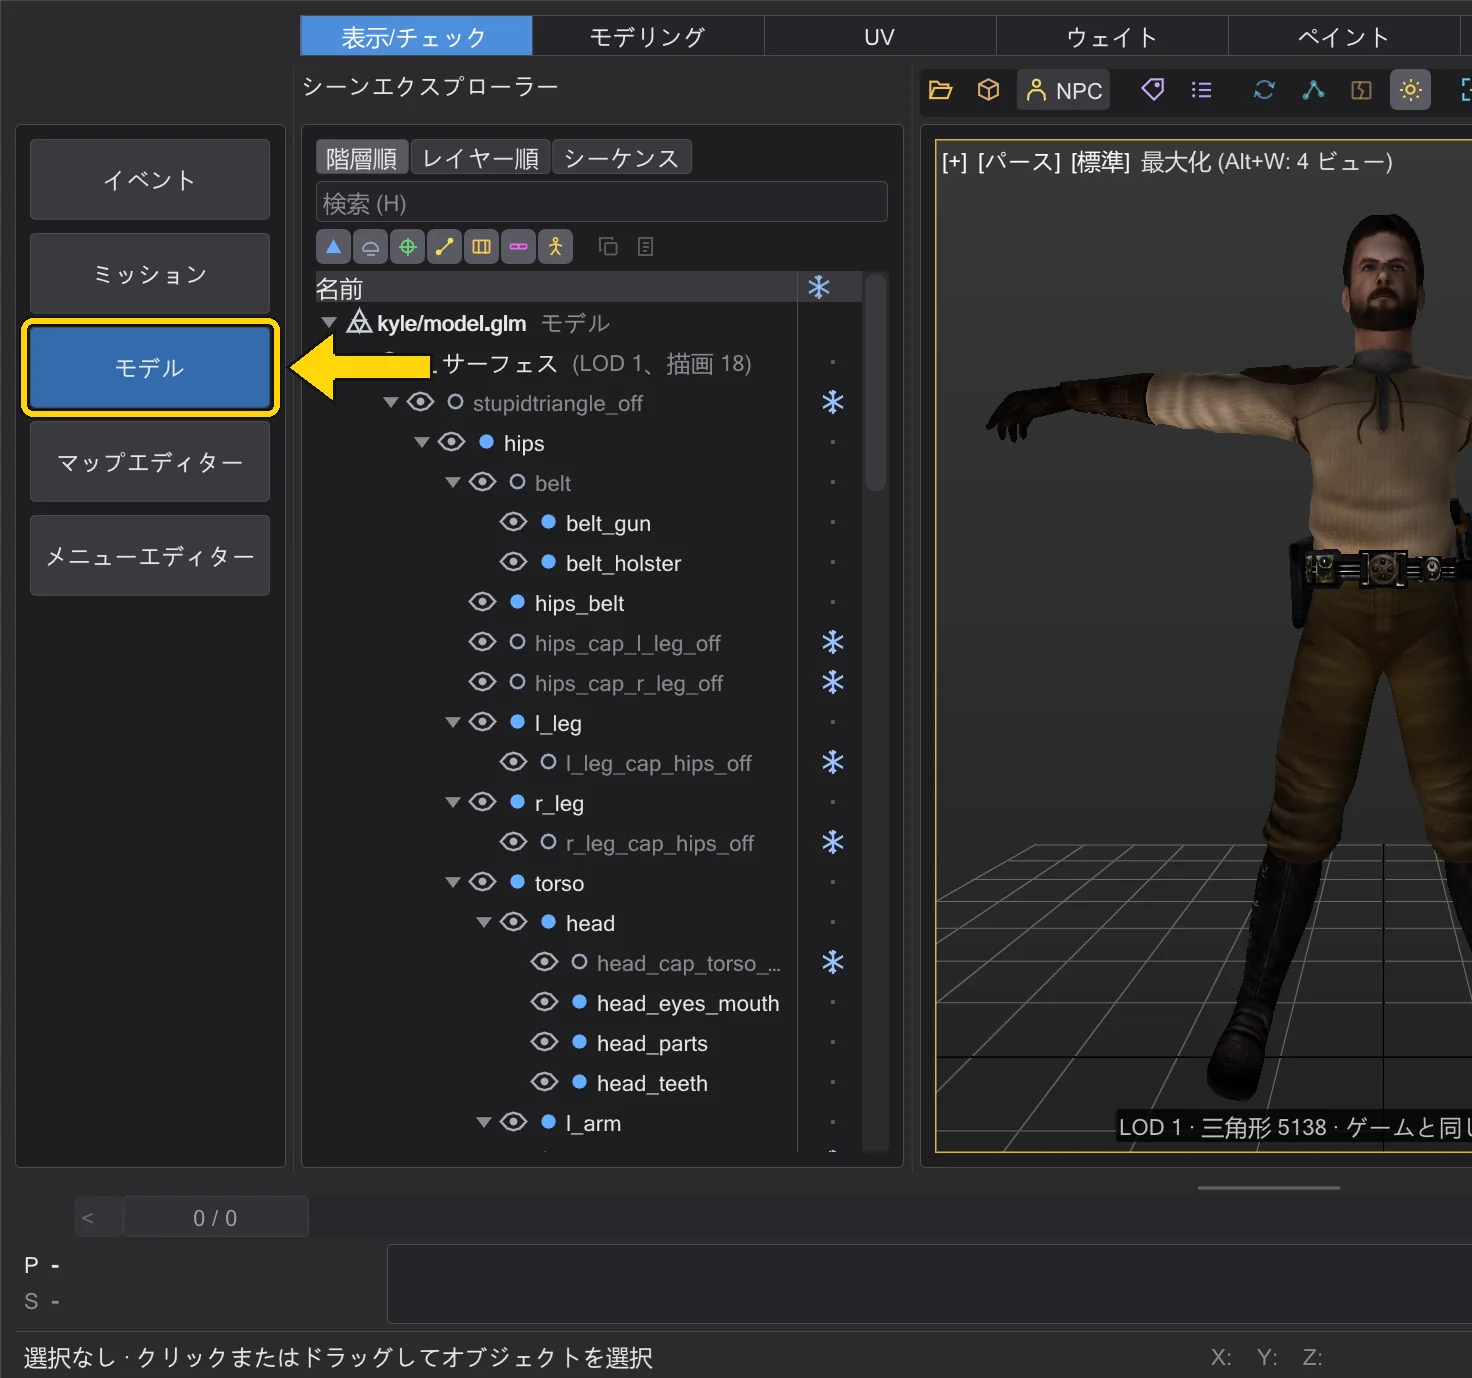 表示/チェック
モデリング
UV
ウェイト
ペイント
シーンエクスプローラー
NPC
イベント
ミッション
モデル
マップエディター
メニューエディター
階層順
レイヤー順
シーケンス
検索 (H)
名前
kyle/model.glm モデル
サーフェス (LOD 1、描画 18)
stupidtriangle_off
hips
belt
belt_gun
belt_holster
hips_belt
hips_cap_l_leg_off
hips_cap_r_leg_off
l_leg
l_leg_cap_hips_off
r_leg
r_leg_cap_hips_off
torso
head
head_cap_torso_...
head_eyes_mouth
head_parts
head_teeth
l_arm
[+] [パース] [標準] 最大化 (Alt+W: 4 ビュー)
LOD 1 · 三角形 5138 · ゲームと同じ
< 0 / 0
P -
S -
選択なし · クリックまたはドラッグしてオブジェクトを選択
X: Y: Z: